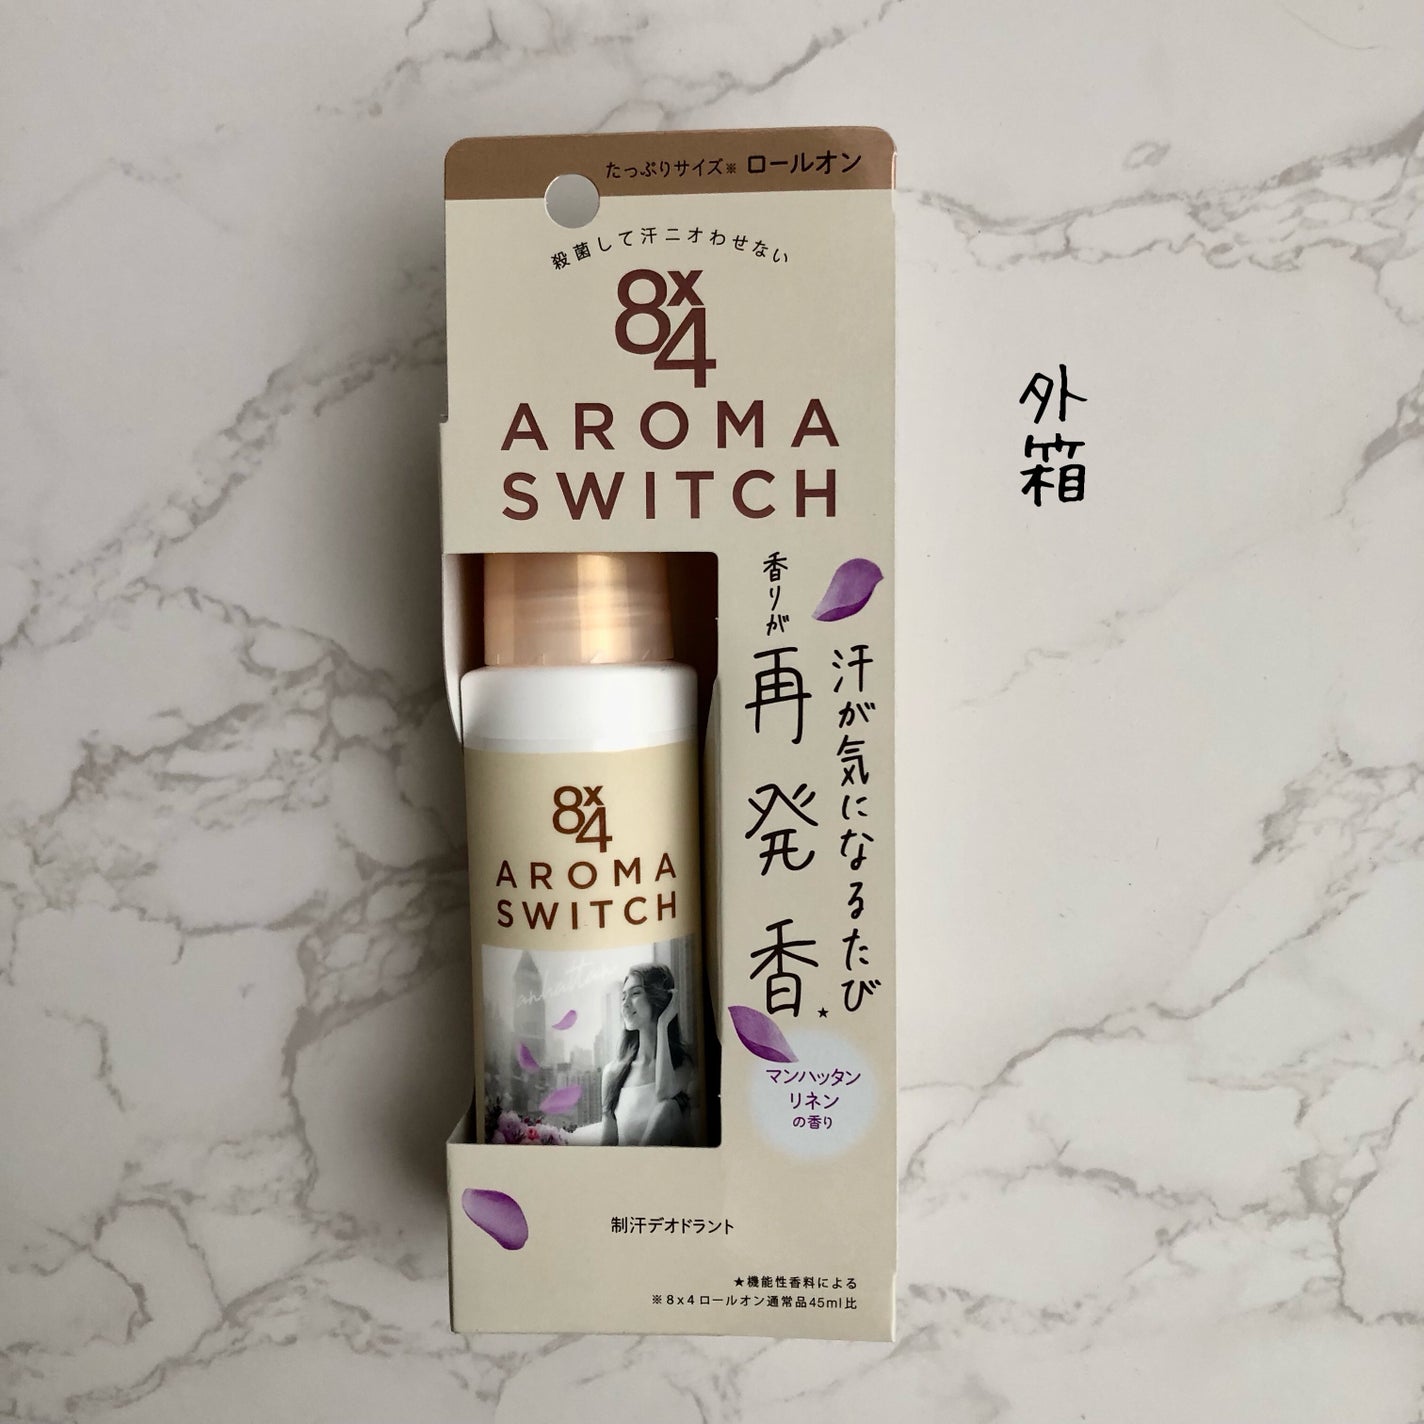 たっぷりサイズ※ ロールオン
殺菌して汗ニオわせない
8x4
AROMA
SWITCH
外箱
汗が気になるたび
香りが再発香★
マンハッタン
リネン
の香り
8x4
AROMA
SWITCH
制汗デオドラント
★機能性香料による
※8x4ロールオン通常品45ml比